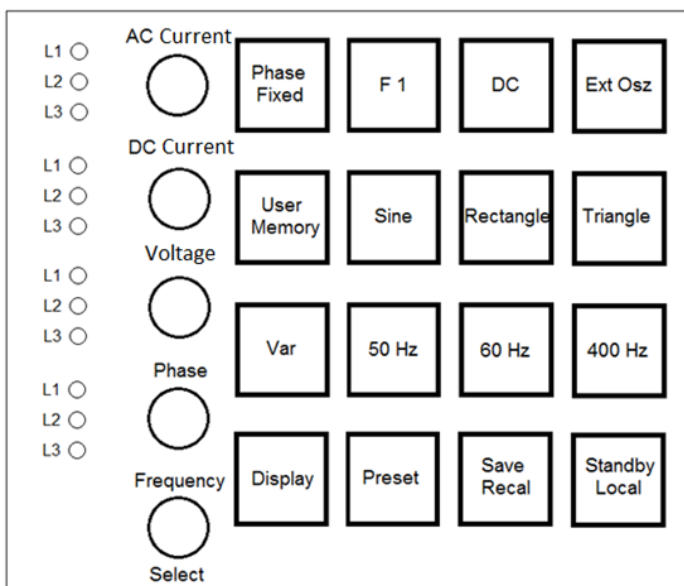 AC Current
L1
L2
L3
Phase
Fixed
F 1
DC
Ext Osz
DC Current
L1
L2
L3
User
Memory
Sine
Rectangle
Triangle
Voltage
L1
L2
L3
Var
50 Hz
60 Hz
400 Hz
Phase
L1
L2
L3
Display
Preset
Save
Recal
Standby
Local
Frequency
Select